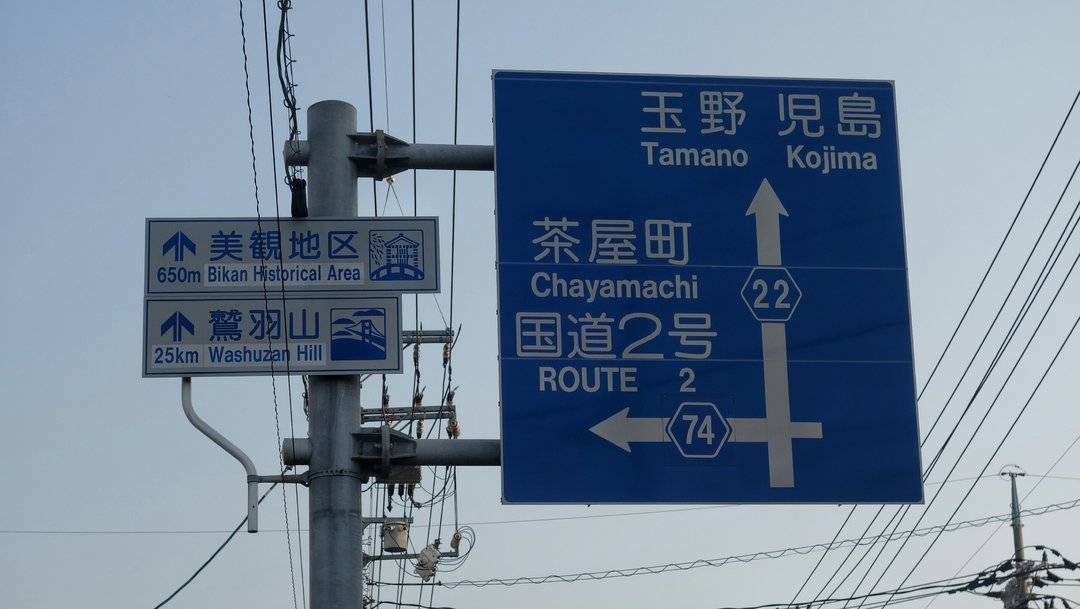 美観地区
650m Bikan Historical Area
鷲羽山
25km Washuzan Hill
玉野 児島
Tamano Kojima
茶屋町
Chayamachi
22
国道2号
ROUTE 2
74